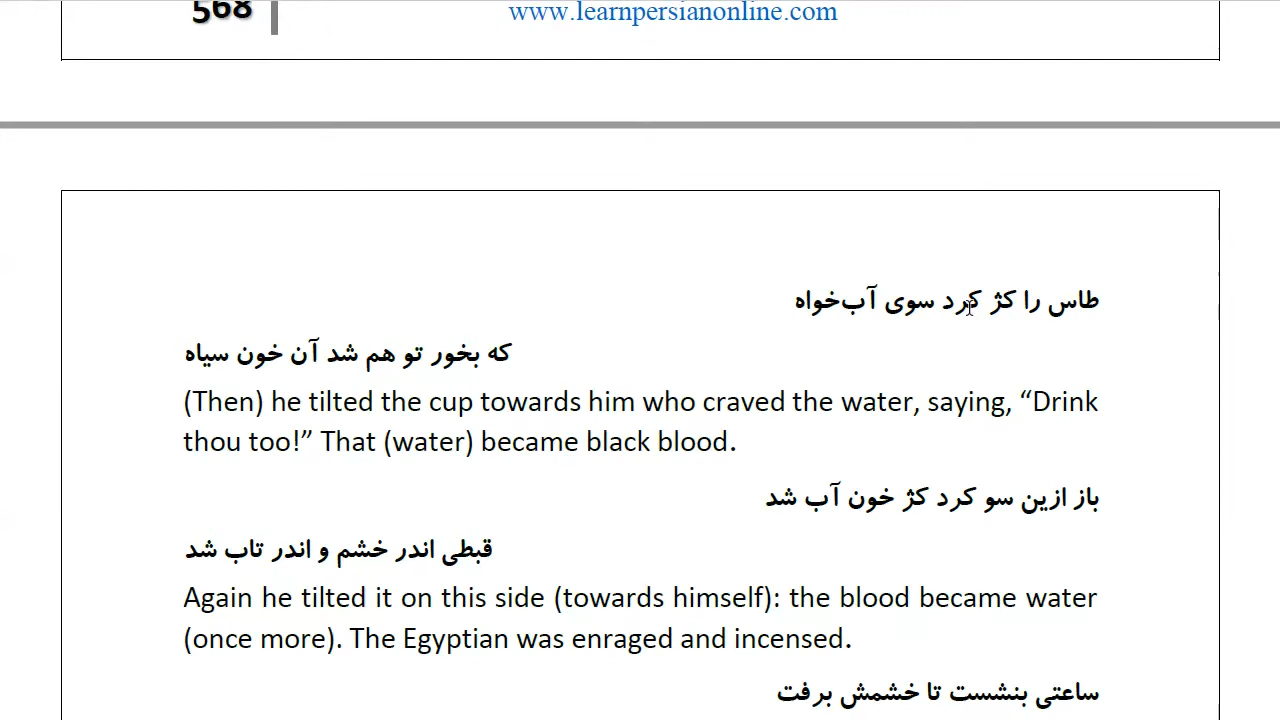 568
www.learnpersianonline.com
طاس را کژ کرد سوی آب‌خواه
که بخور تو هم شد آن خون سیاه
(Then) he tilted the cup towards him who craved the water, saying, “Drink
thou too!” That (water) became black blood.
باز ازین سو کرد کژ خون آب شد
قبطی اندر خشم و اندر تاب شد
Again he tilted it on this side (towards himself): the blood became water
(once more). The Egyptian was enraged and incensed.
ساعتی بنشست تا خشمش برفت